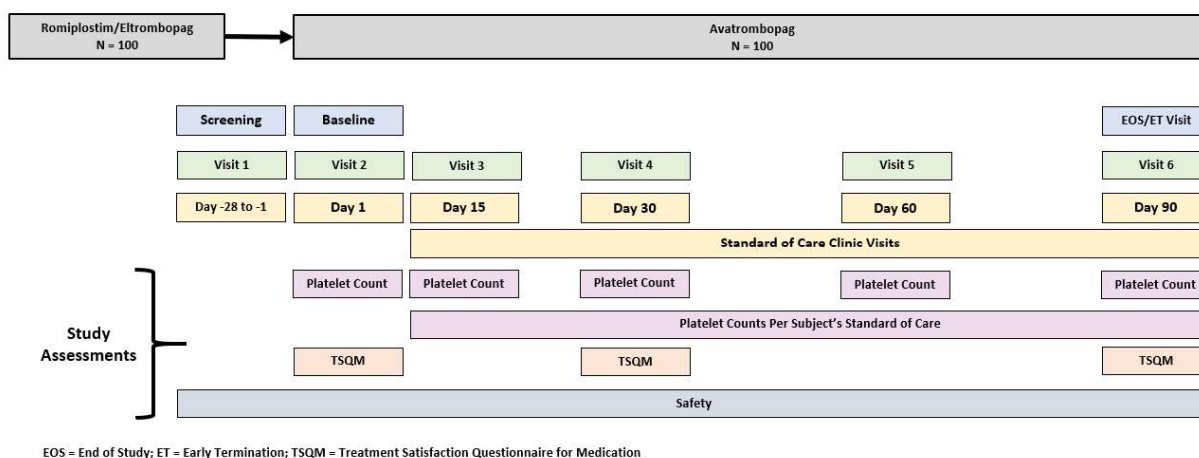 Romiplostim/Eltrombopag
N = 100
Avatrombopag
N = 100
Screening
Baseline
EOS/ET Visit
Visit 1
Visit 2
Visit 3
Visit 4
Visit 5
Visit 6
Day -28 to -1
Day 1
Day 15
Day 30
Day 60
Day 90
Standard of Care Clinic Visits
Platelet Count
Platelet Count
Platelet Count
Platelet Count
Platelet Count
Platelet Counts Per Subject's Standard of Care
Study
Assessments
TSQM
TSQM
TSQM
Safety
EOS = End of Study; ET = Early Termination; TSQM = Treatment Satisfaction Questionnaire for Medication